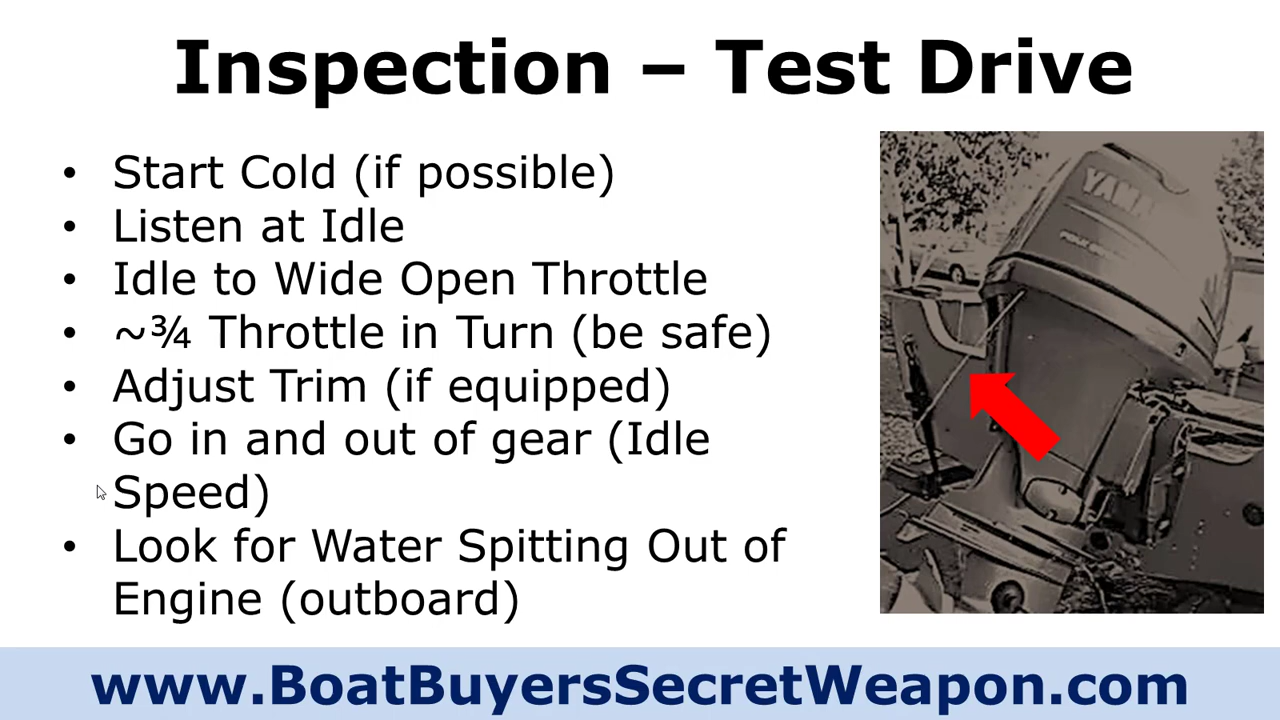 Inspection – Test Drive
• Start Cold (if possible)
• Listen at Idle
• Idle to Wide Open Throttle
• ~¾ Throttle in Turn (be safe)
• Adjust Trim (if equipped)
• Go in and out of gear (Idle
Speed)
• Look for Water Spitting Out of
Engine (outboard)
www.BoatBuyersSecretWeapon.com